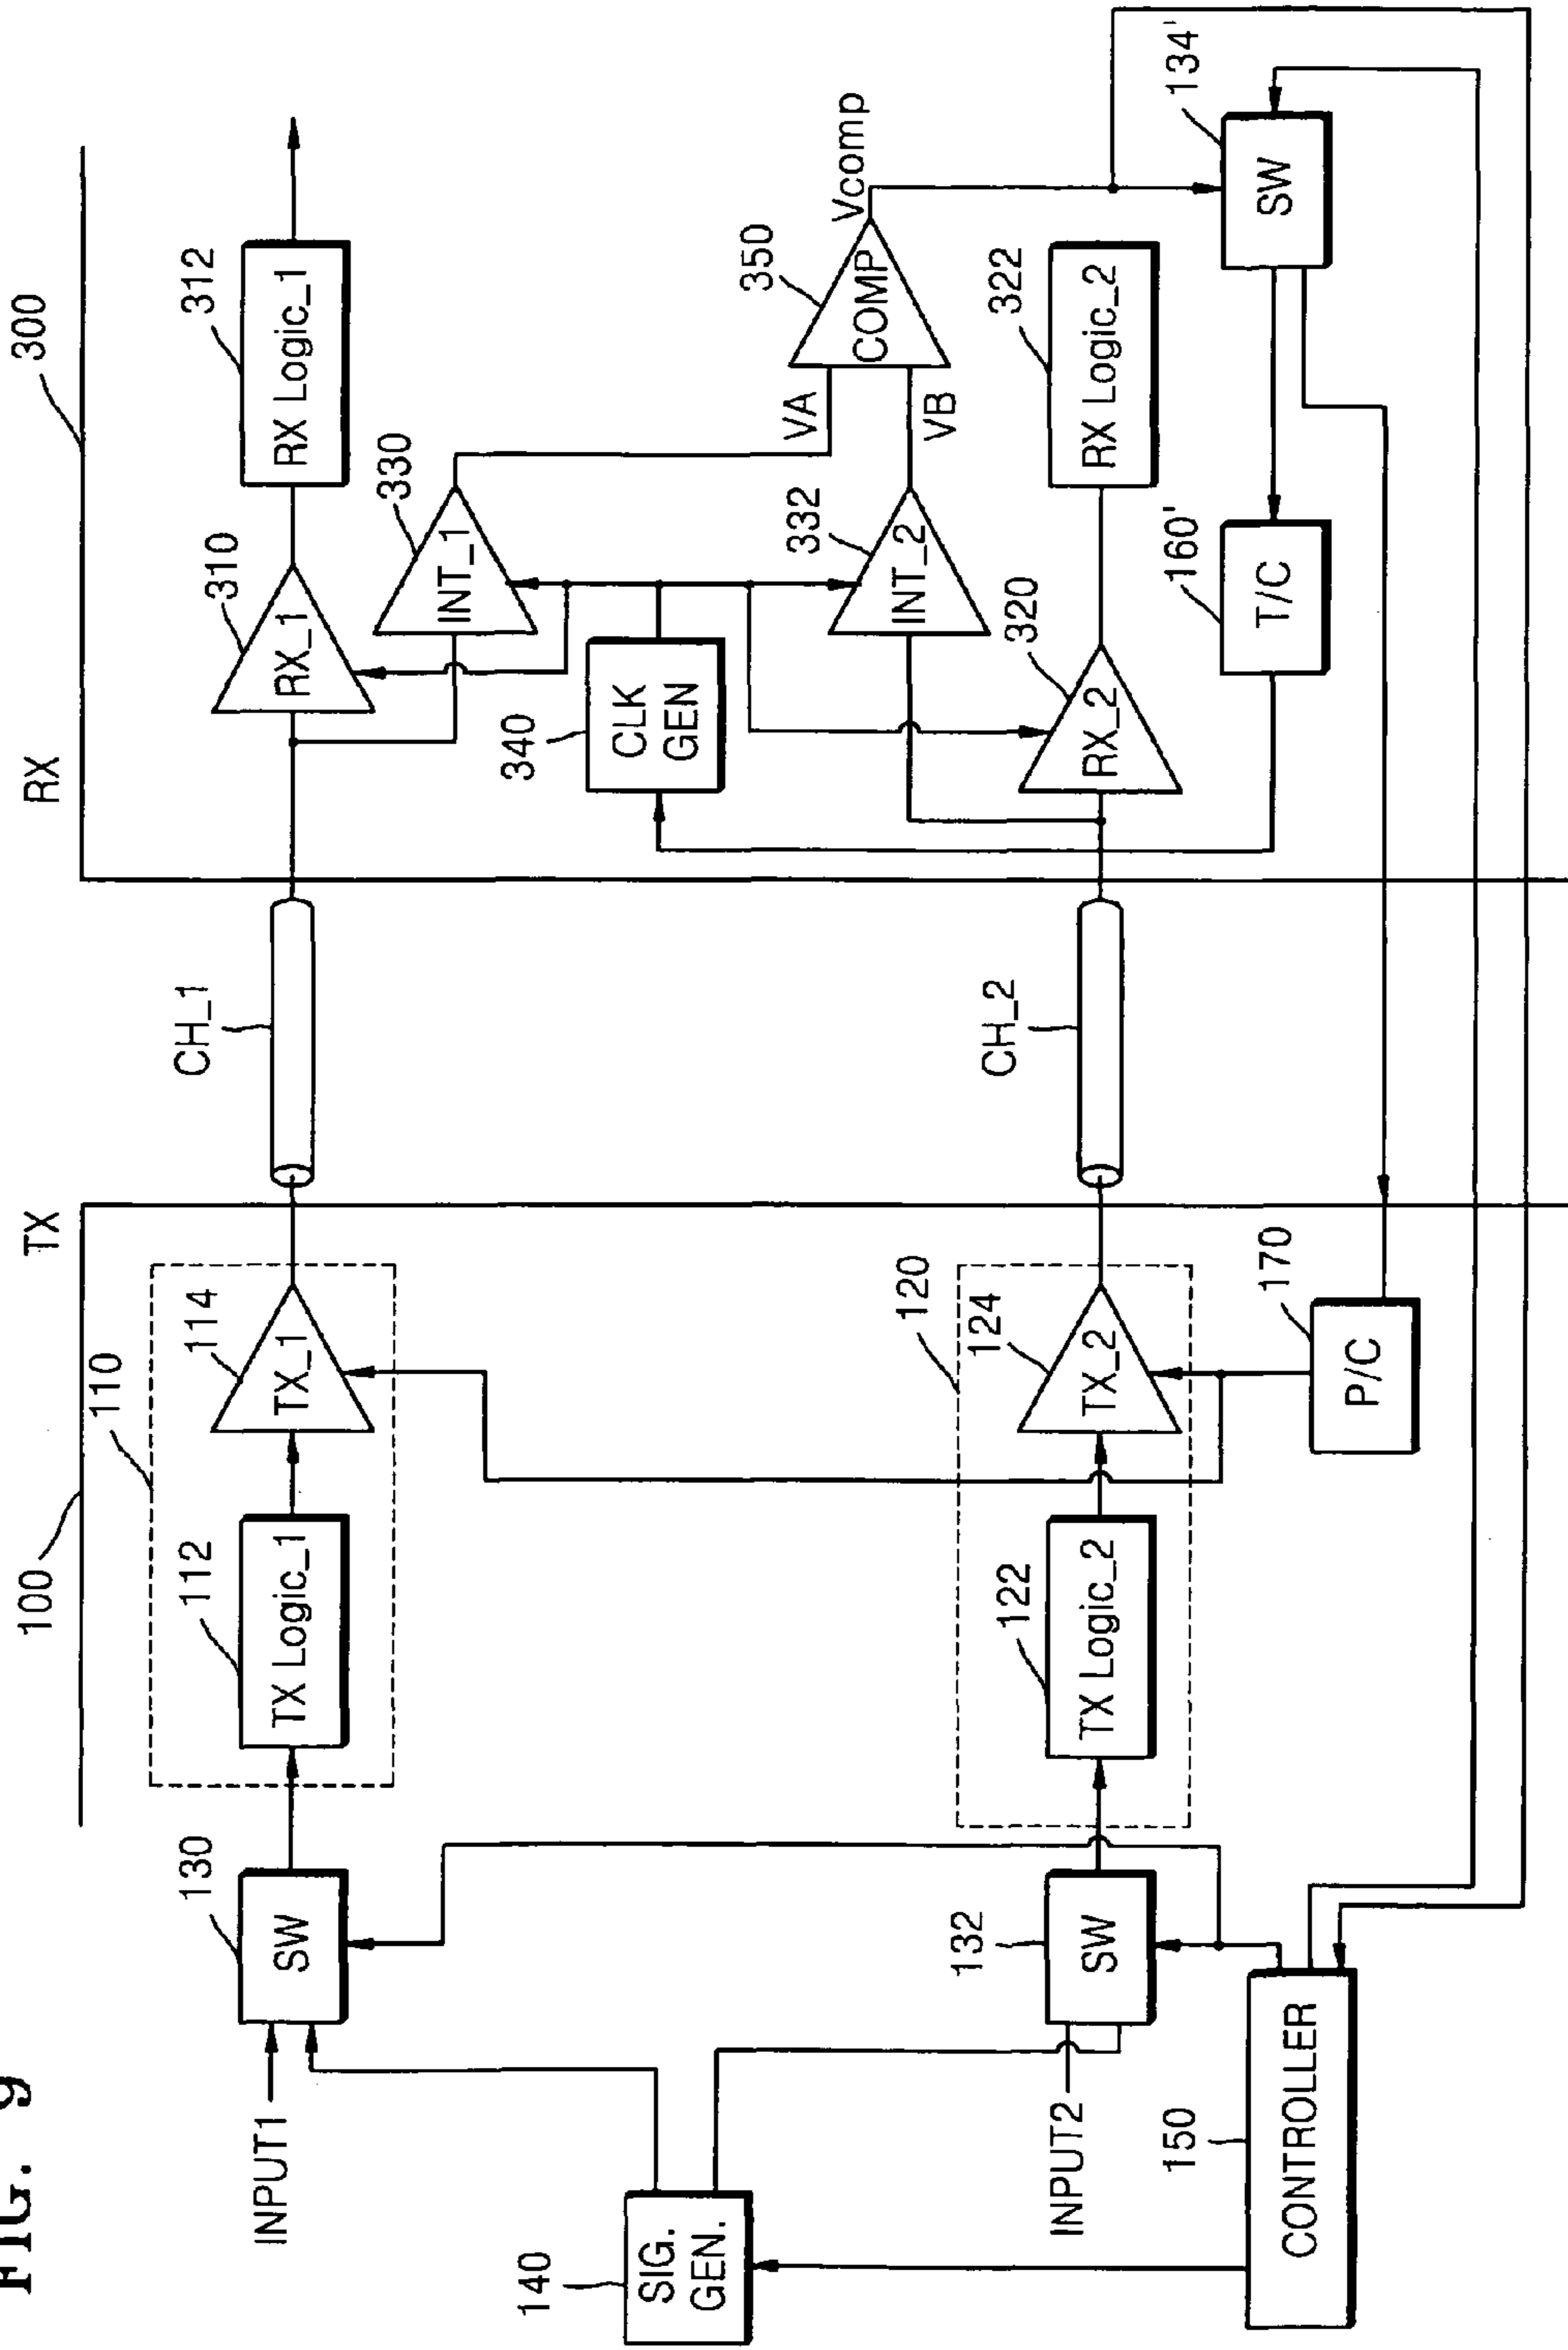 FIG. 9
100
TX
RX
300
110
112
TX Logic_1
114
TX_1
CH_1
310
RX_1
312
RX Logic_1
130
SW
INPUT1
330
INT_1
140
SIG.
GEN.
340
CLK
GEN
VA
VB
350
COMP
Vcomp
332
INT_2
120
122
TX Logic_2
124
TX_2
CH_2
320
RX_2
322
RX Logic_2
132
SW
INPUT2
150
CONTROLLER
170
P/C
160'
T/C
134'
SW